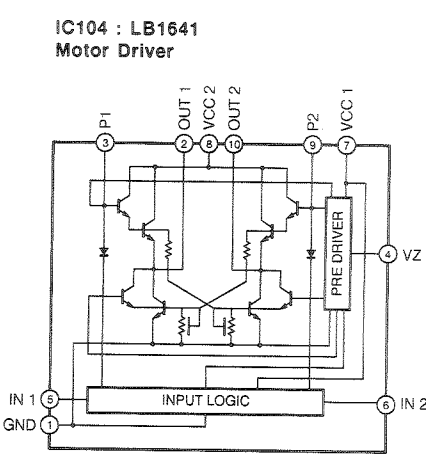 IC104 : LB1641
Motor Driver
P1
OUT 1
VCC 2
OUT 2
P2
VCC 1
3
2
8
10
9
7
PRE DRIVER
4 VZ
IN 1 5
INPUT LOGIC
6 IN 2
GND 1